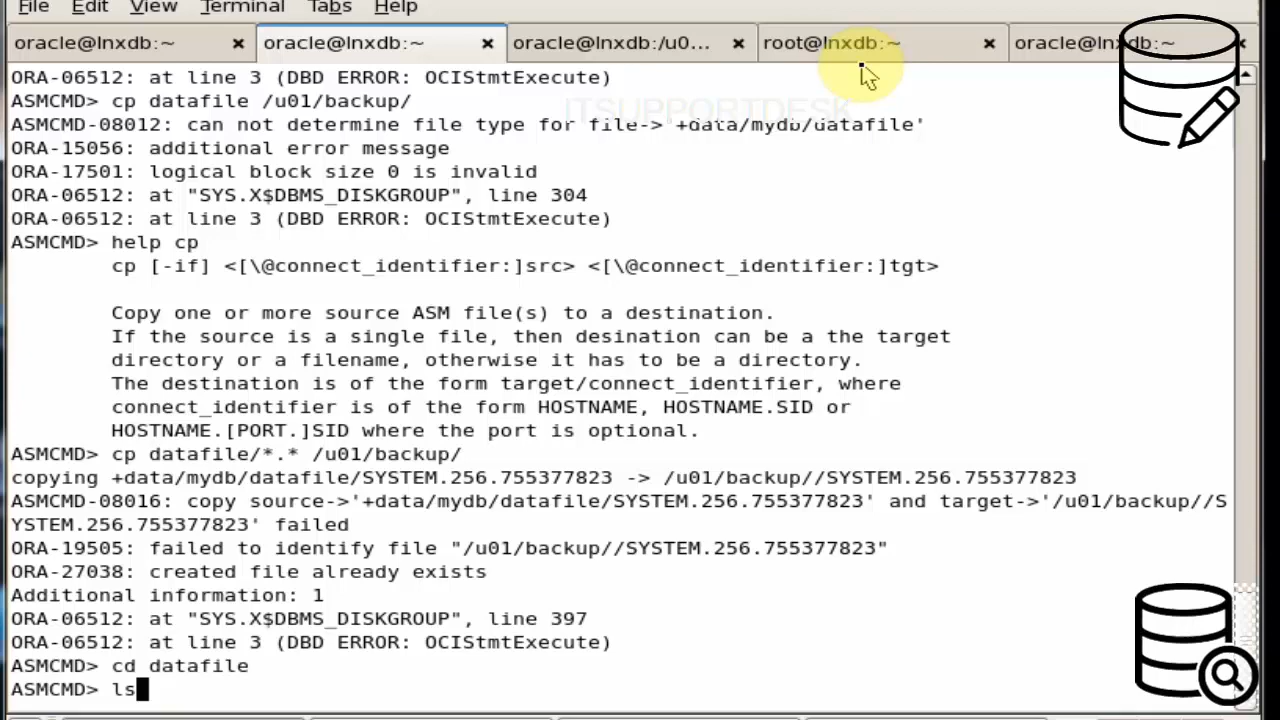 File Edit View Terminal Tabs Help
oracle@lnxdb:~ oracle@lnxdb:~ oracle@lnxdb:/u0... root@lnxdb:~ oracle@lnxdb:~
ORA-06512: at line 3 (DBD ERROR: OCIStmtExecute)
ASMCMD> cp datafile /u01/backup/
ITSUPPORTDESK
ASMCMD-08012: can not determine file type for file->'+data/mydb/datafile'
ORA-15056: additional error message
ORA-17501: logical block size 0 is invalid
ORA-06512: at "SYS.X$DBMS_DISKGROUP", line 304
ORA-06512: at line 3 (DBD ERROR: OCIStmtExecute)
ASMCMD> help cp
cp [-if] <[\@connect_identifier:]src> <[\@connect_identifier:]tgt>
Copy one or more source ASM file(s) to a destination.
If the source is a single file, then desination can be a the target
directory or a filename, otherwise it has to be a directory.
The destination is of the form target/connect_identifier, where
connect_identifier is of the form HOSTNAME, HOSTNAME.SID or
HOSTNAME.[PORT.]SID where the port is optional.
ASMCMD> cp datafile/*.* /u01/backup/
copying +data/mydb/datafile/SYSTEM.256.755377823 -> /u01/backup//SYSTEM.256.755377823
ASMCMD-08016: copy source->'+data/mydb/datafile/SYSTEM.256.755377823' and target->'/u01/backup//S
YSTEM.256.755377823' failed
ORA-19505: failed to identify file "/u01/backup//SYSTEM.256.755377823"
ORA-27038: created file already exists
Additional information: 1
ORA-06512: at "SYS.X$DBMS_DISKGROUP", line 397
ORA-06512: at line 3 (DBD ERROR: OCIStmtExecute)
ASMCMD> cd datafile
ASMCMD> ls